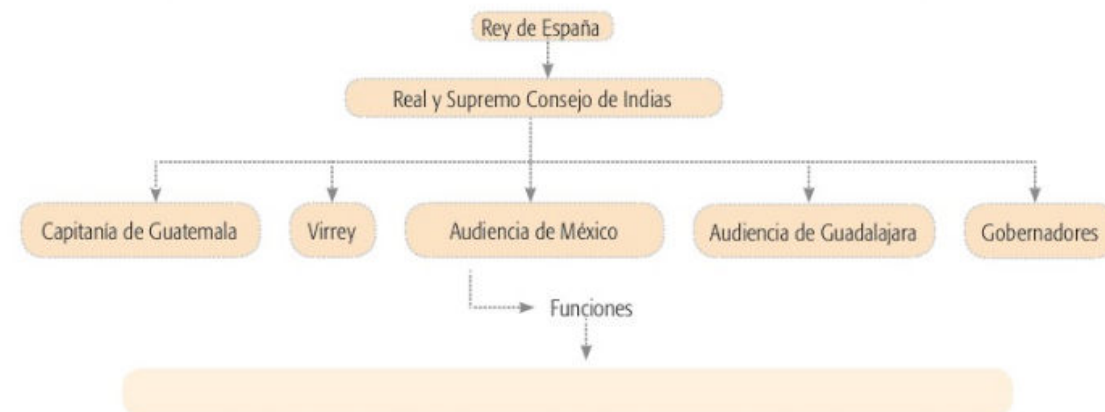 Rey de España
Real y Supremo Consejo de Indias
Capitanía de Guatemala
Virrey
Audiencia de México
Audiencia de Guadalajara
Gobernadores
Funciones